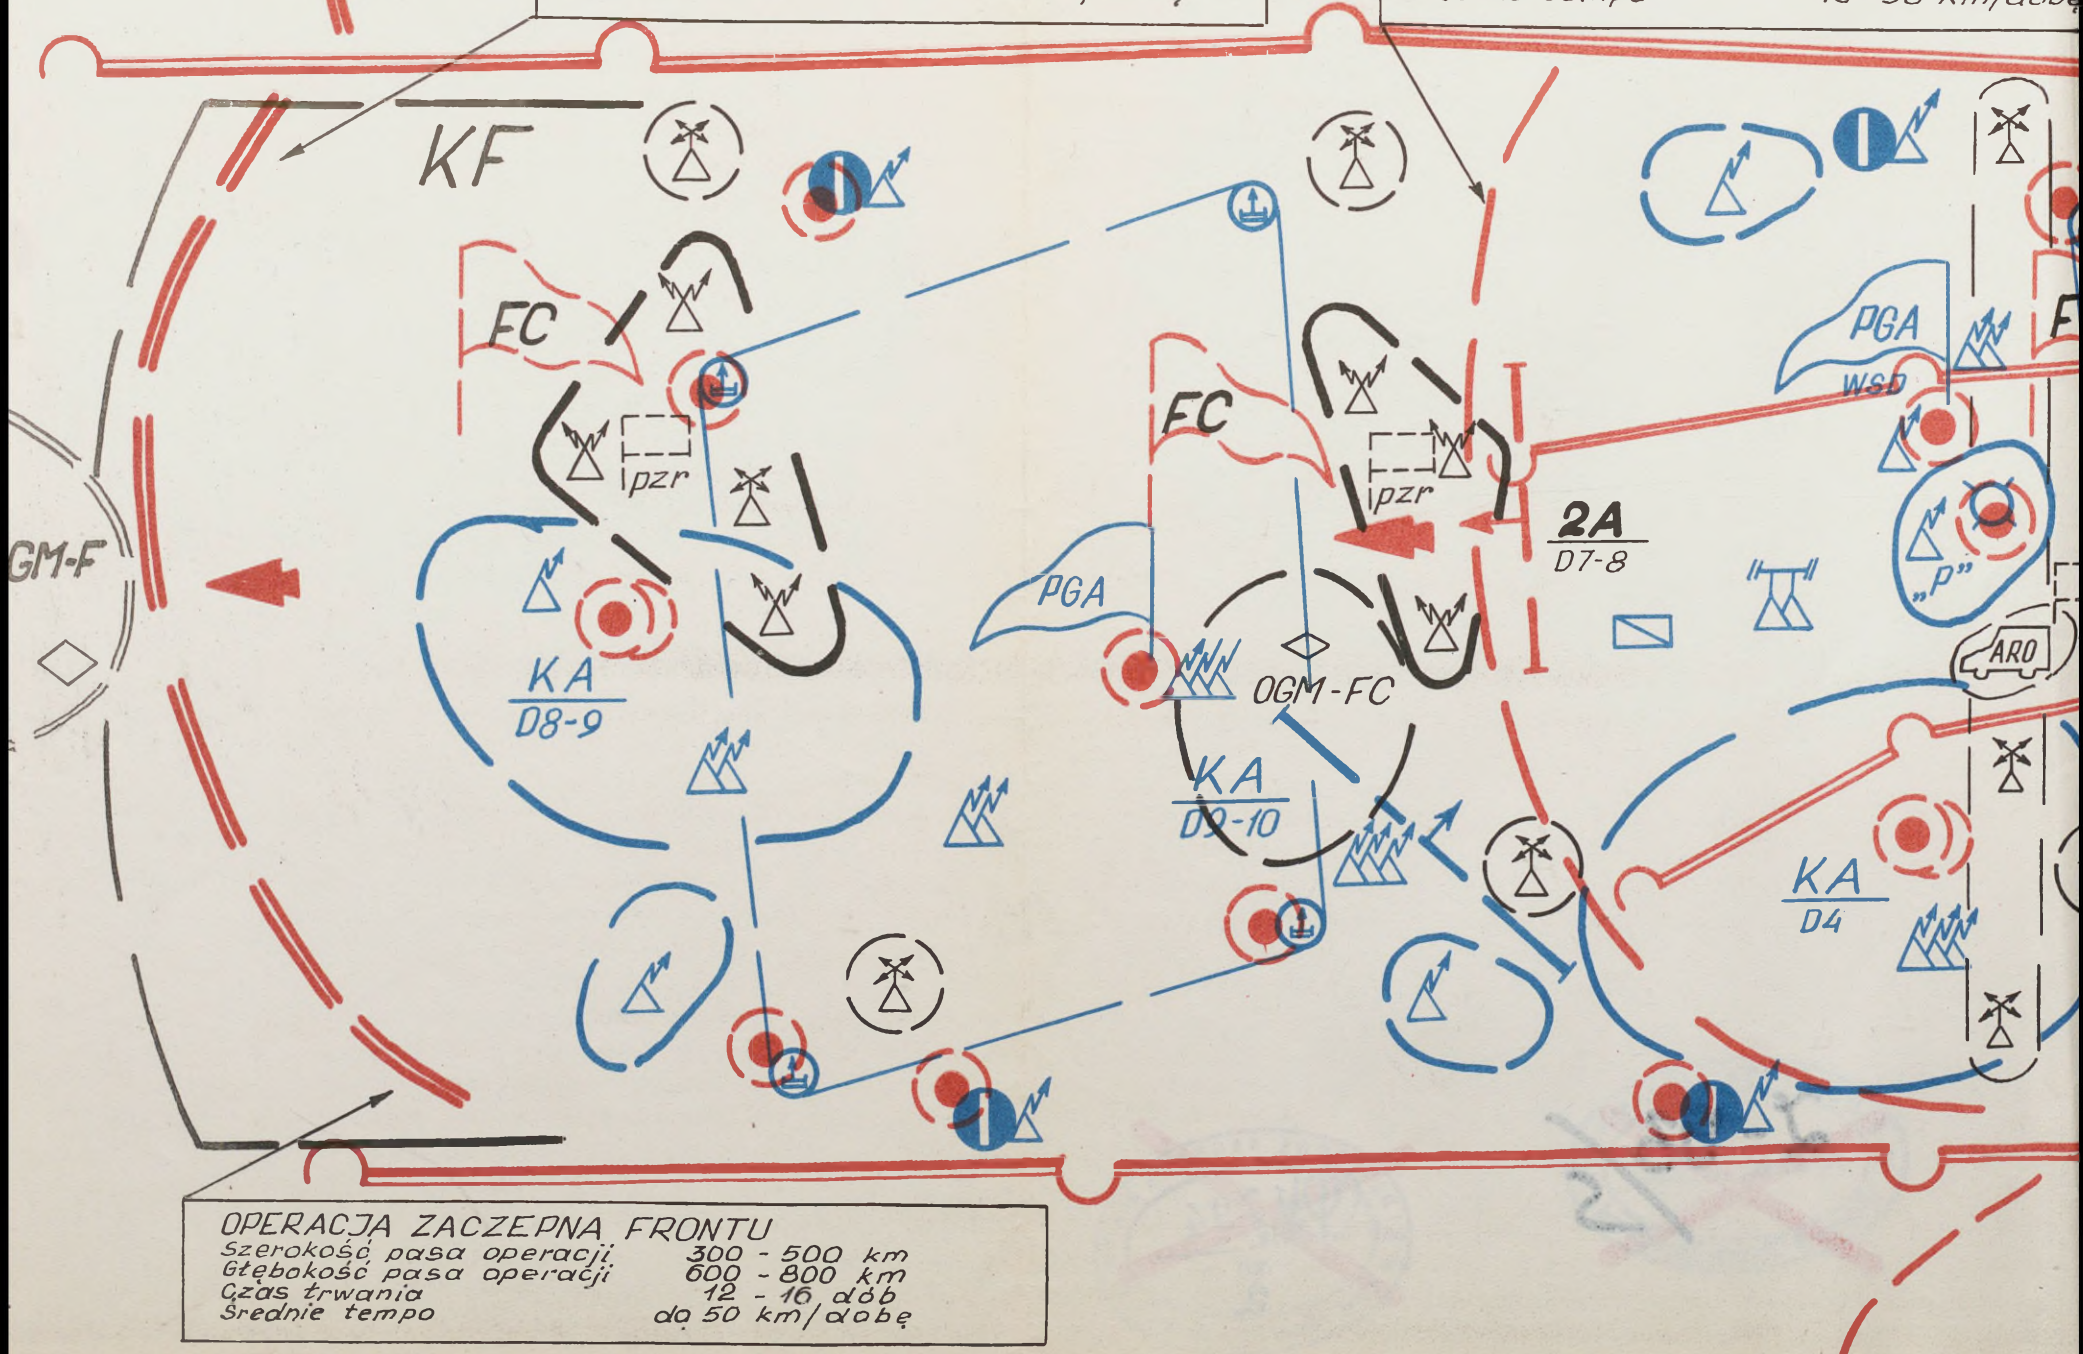 KF
FC
FC
PGA
WSD
pzr
pzr
2A
D7-8
GM-F
PGA
„P”
ARO
KA
D8-9
OGM-FC
KA
D9-10
KA
D4
OPERACJA ZACZEPNA FRONTU
Szerokość pasa operacji 300 - 500 km
Głębokość pasa operacji 600 - 800 km
Czas trwania 12 - 16 dób
Średnie tempo do 50 km/dobę